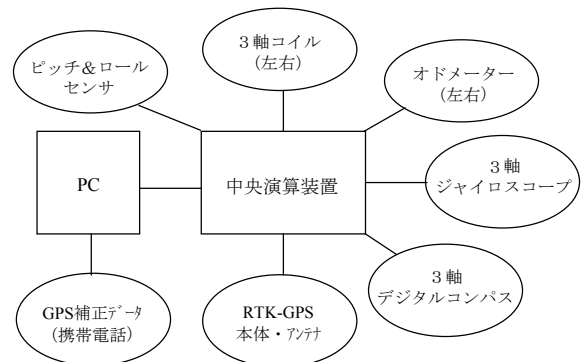 3軸コイル
(左右)
ピッチ＆ロール
センサ
オドメーター
(左右)
PC
中央演算装置
3軸
ジャイロスコープ
3軸
デジタルコンパス
GPS補正ﾃﾞｰﾀ
(携帯電話)
RTK-GPS
本体・ｱﾝﾃﾅ